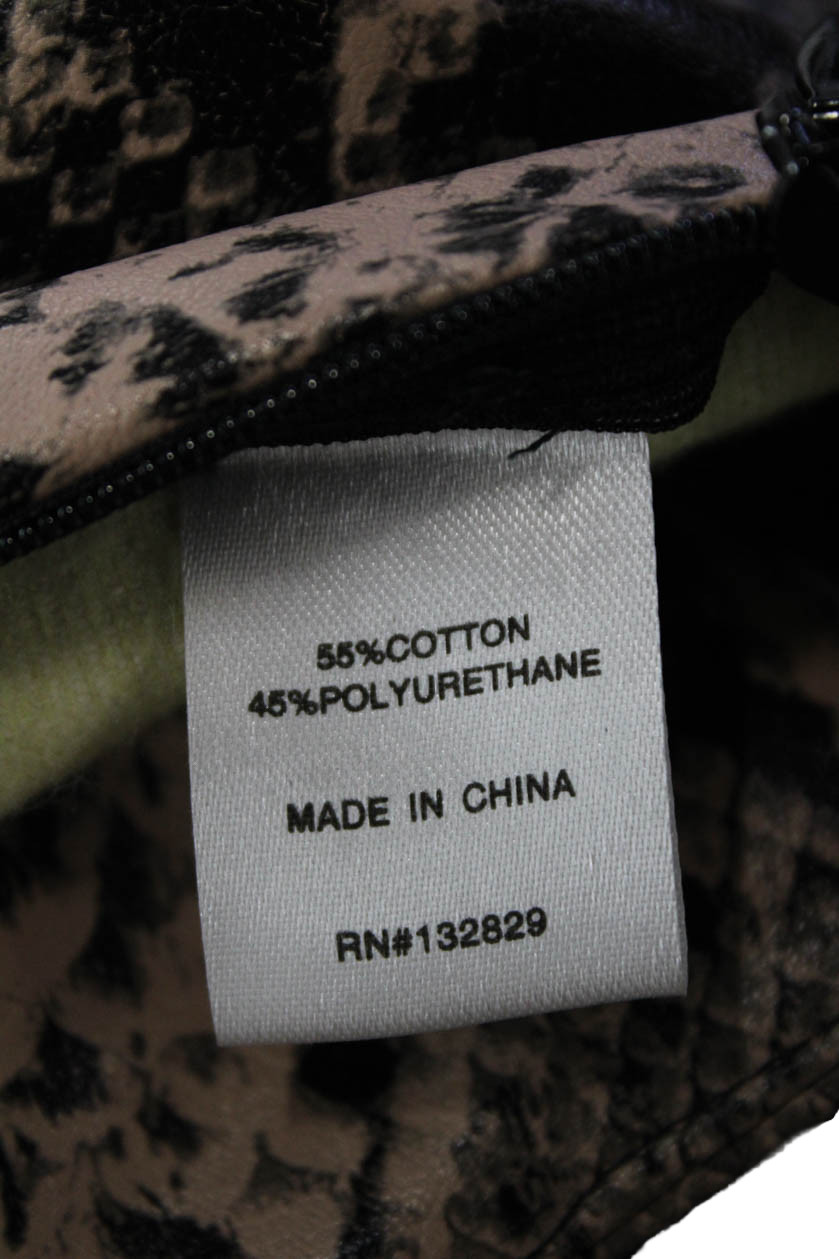 55%COTTON
45%POLYURETHANE
MADE IN CHINA
RN#132829